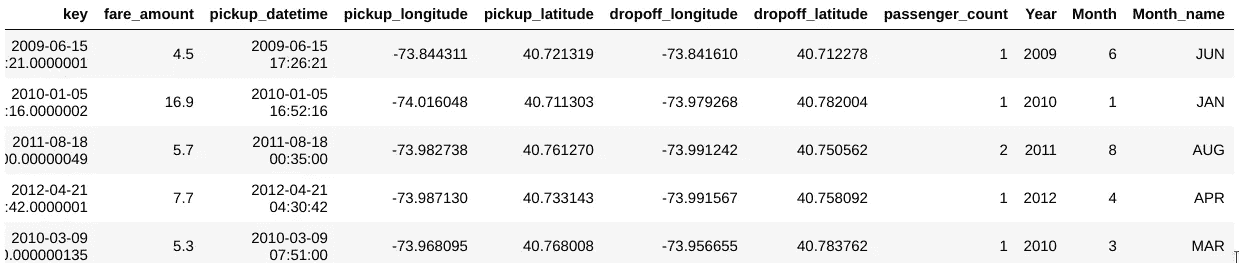 key fare_amount pickup_datetime pickup_longitude pickup_latitude dropoff_longitude dropoff_latitude passenger_count Year Month Month_name
2009-06-15 2009-06-15
:21.0000001 4.5 17:26:21 -73.844311 40.721319 -73.841610 40.712278 1 2009 6 JUN
2010-01-05 2010-01-05
:16.0000002 16.9 16:52:16 -74.016048 40.711303 -73.979268 40.782004 1 2010 1 JAN
2011-08-18 2011-08-18
00.00000049 5.7 00:35:00 -73.982738 40.761270 -73.991242 40.750562 2 2011 8 AUG
2012-04-21 2012-04-21
:42.0000001 7.7 04:30:42 -73.987130 40.733143 -73.991567 40.758092 1 2012 4 APR
2010-03-09 2010-03-09
0.000000135 5.3 07:51:00 -73.968095 40.768008 -73.956655 40.783762 1 2010 3 MAR